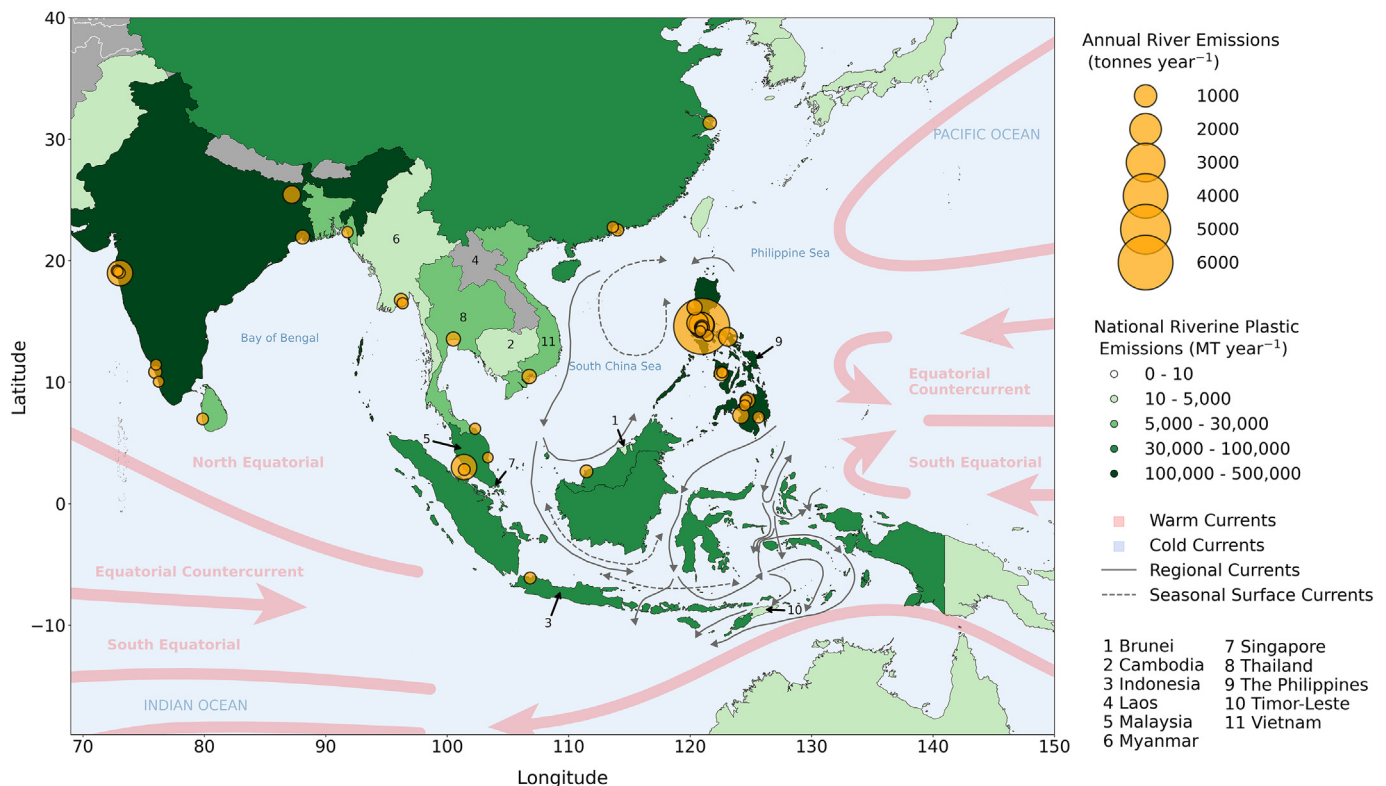 40
30
20
10
0
−10
Latitude
70
80
90
100
110
120
130
140
150
Longitude
PACIFIC OCEAN
Philippine Sea
Bay of Bengal
South China Sea
Equatorial
Countercurrent
North Equatorial
South Equatorial
Equatorial Countercurrent
South Equatorial
INDIAN OCEAN
6
4
8
2
11
9
1
5
7
3
10
Annual River Emissions
(tonnes year⁻¹)
1000
2000
3000
4000
5000
6000
National Riverine Plastic
Emissions (MT year⁻¹)
0 - 10
10 - 5,000
5,000 - 30,000
30,000 - 100,000
100,000 - 500,000
Warm Currents
Cold Currents
Regional Currents
Seasonal Surface Currents
1 Brunei
2 Cambodia
3 Indonesia
4 Laos
5 Malaysia
6 Myanmar
7 Singapore
8 Thailand
9 The Philippines
10 Timor-Leste
11 Vietnam